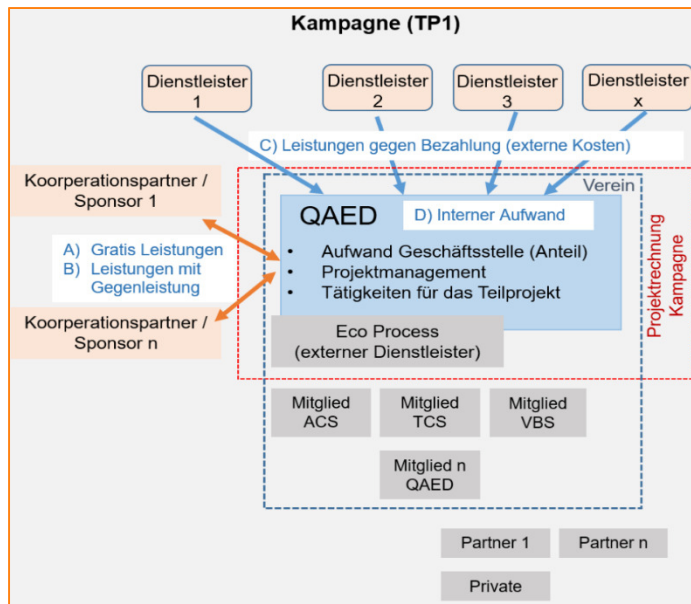 Kampagne (TP1)
Dienstleister
1
Dienstleister
2
Dienstleister
3
Dienstleister
x
C) Leistungen gegen Bezahlung (externe Kosten)
Koorperationspartner /
Sponsor 1
Verein
QAED
D) Interner Aufwand
A) Gratis Leistungen
B) Leistungen mit
Gegenleistung
• Aufwand Geschäftsstelle (Anteil)
• Projektmanagement
• Tätigkeiten für das Teilprojekt
Projektrechnung
Kampagne
Koorperationspartner /
Sponsor n
Eco Process
(externer Dienstleister)
Mitglied
ACS
Mitglied
TCS
Mitglied
VBS
Mitglied n
QAED
Partner 1
Partner n
Private